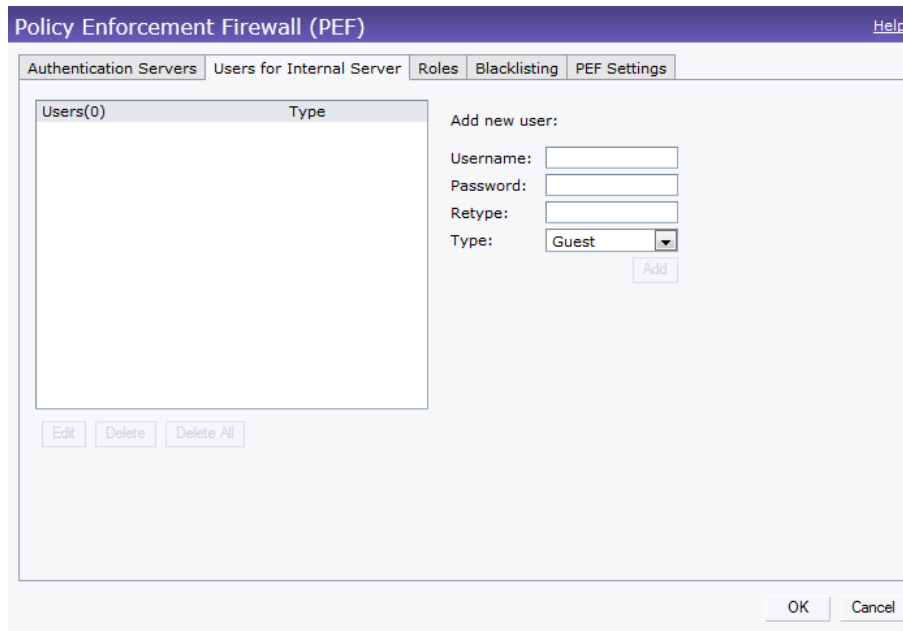 Policy Enforcement Firewall (PEF) Help
Authentication Servers Users for Internal Server Roles Blacklisting PEF Settings
Users(0) Type
Add new user:
Username:
Password:
Retype:
Type: Guest
Add
Edit Delete Delete All
OK Cancel